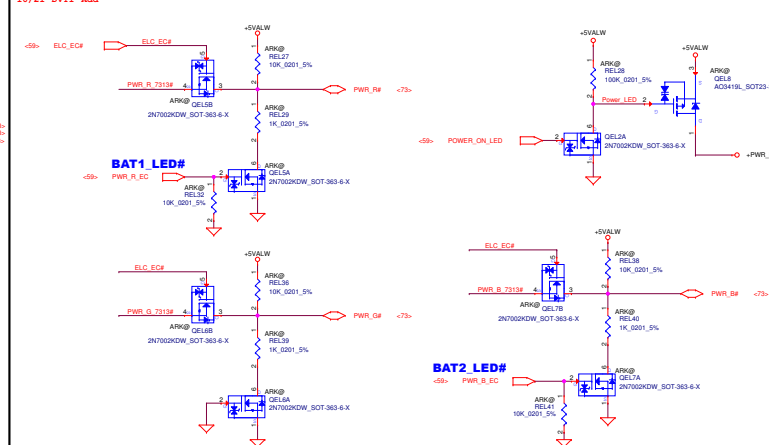 +5VALW
<59> ELC_EC# ELC_EC#
ARK@
REL27
10K_0201_5%
PWR_R_7313#
PWR_R# <73>
ARK@
QEL5B
2N7002KDW_SOT-363-6-X
ARK@
REL29
1K_0201_5%
BAT1_LED#
<59> PWR_R_EC
ARK@
REL32
10K_0201_5%
ARK@
QEL5A
2N7002KDW_SOT-363-6-X
+5VALW
ARK@
REL28
100K_0201_5%
ARK@
QEL8
AO3419L_SOT23-
Power_LED
<59> POWER_ON_LED
QEL2A
2N7002KDW_SOT-363-6-X
+PWR_
ELC_EC#
+5VALW
ARK@
REL36
10K_0201_5%
PWR_G_7313#
PWR_G# <73>
ARK@
QEL6B
2N7002KDW_SOT-363-6-X
ARK@
REL39
1K_0201_5%
ARK@
QEL6A
2N7002KDW_SOT-363-6-X
ELC_EC#
+5VALW
ARK@
REL38
10K_0201_5%
PWR_B_7313#
PWR_B# <73>
ARK@
QEL7B
2N7002KDW_SOT-363-6-X
ARK@
REL40
1K_0201_5%
BAT2_LED#
<59> PWR_B_EC
ARK@
REL41
10K_0201_5%
ARK@
QEL7A
2N7002KDW_SOT-363-6-X